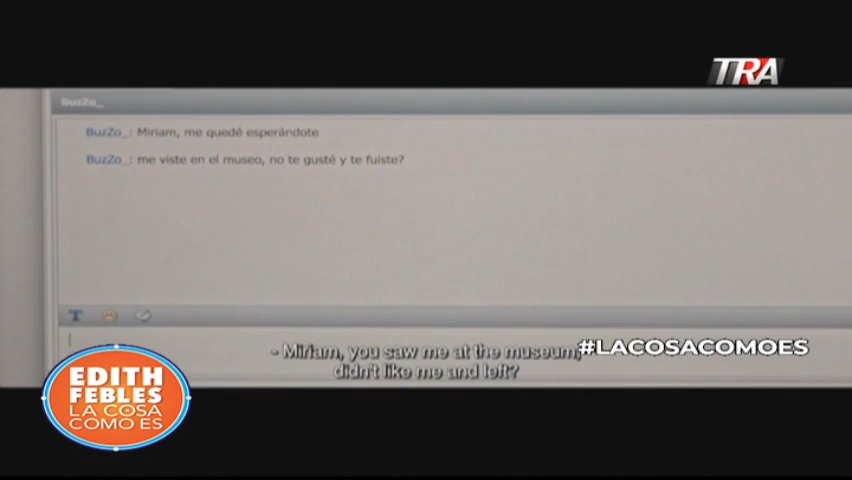 TRA
BuzZo_
BuzZo_: Miriam, me quedé esperándote
BuzZo_: me viste en el museo, no te gusté y te fuiste?
T
- Miriam, you saw me at the museum,
didn't like me and left?
#LACOSACOMOES
EDITH
FEBLES
LA COSA
COMO ES